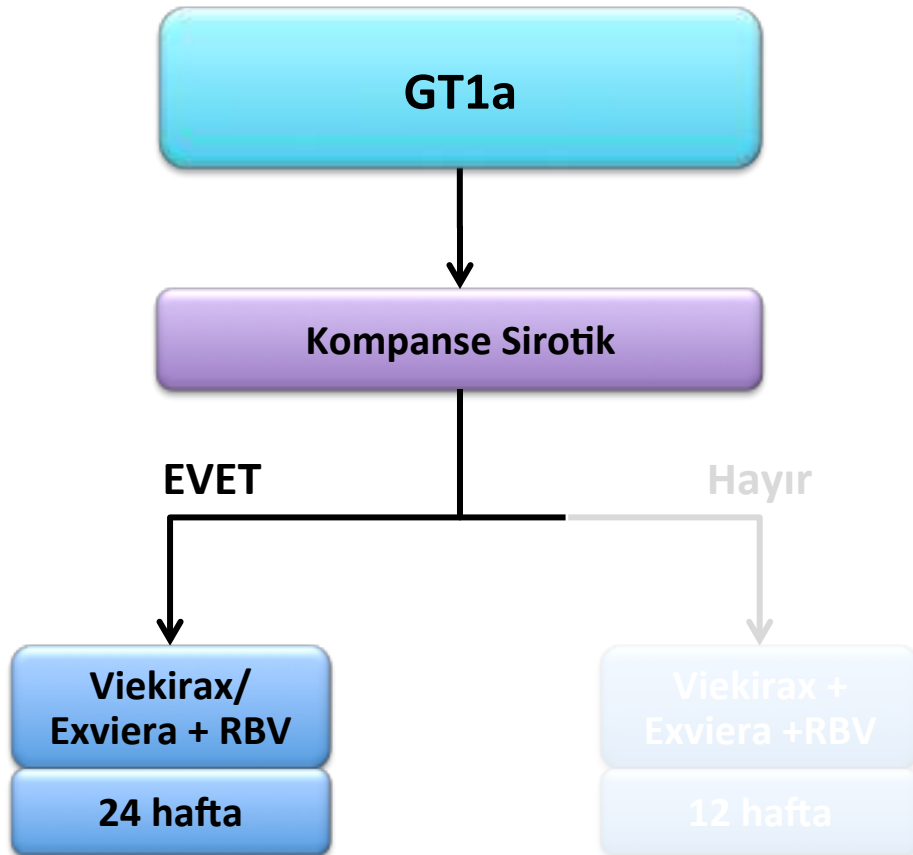 GT1a
Kompanse Sirotik
EVET
Hayır
Viekirax/
Exviera + RBV
24 hafta
Viekirax +
Exviera +RBV
12 hafta